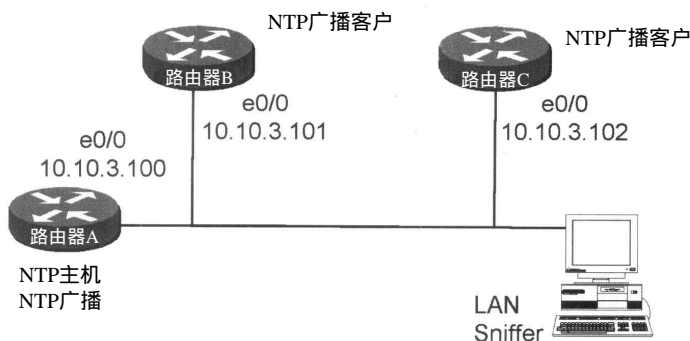 NTP广播客户
NTP广播客户
路由器B
路由器C
e0/0
10.10.3.101
e0/0
10.10.3.102
e0/0
10.10.3.100
路由器A
NTP主机
NTP广播
LAN
Sniffer